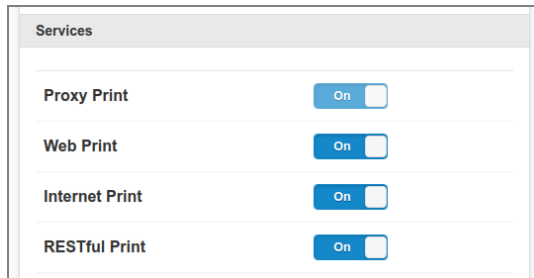 Services
Proxy Print On
Web Print On
Internet Print On
RESTful Print On